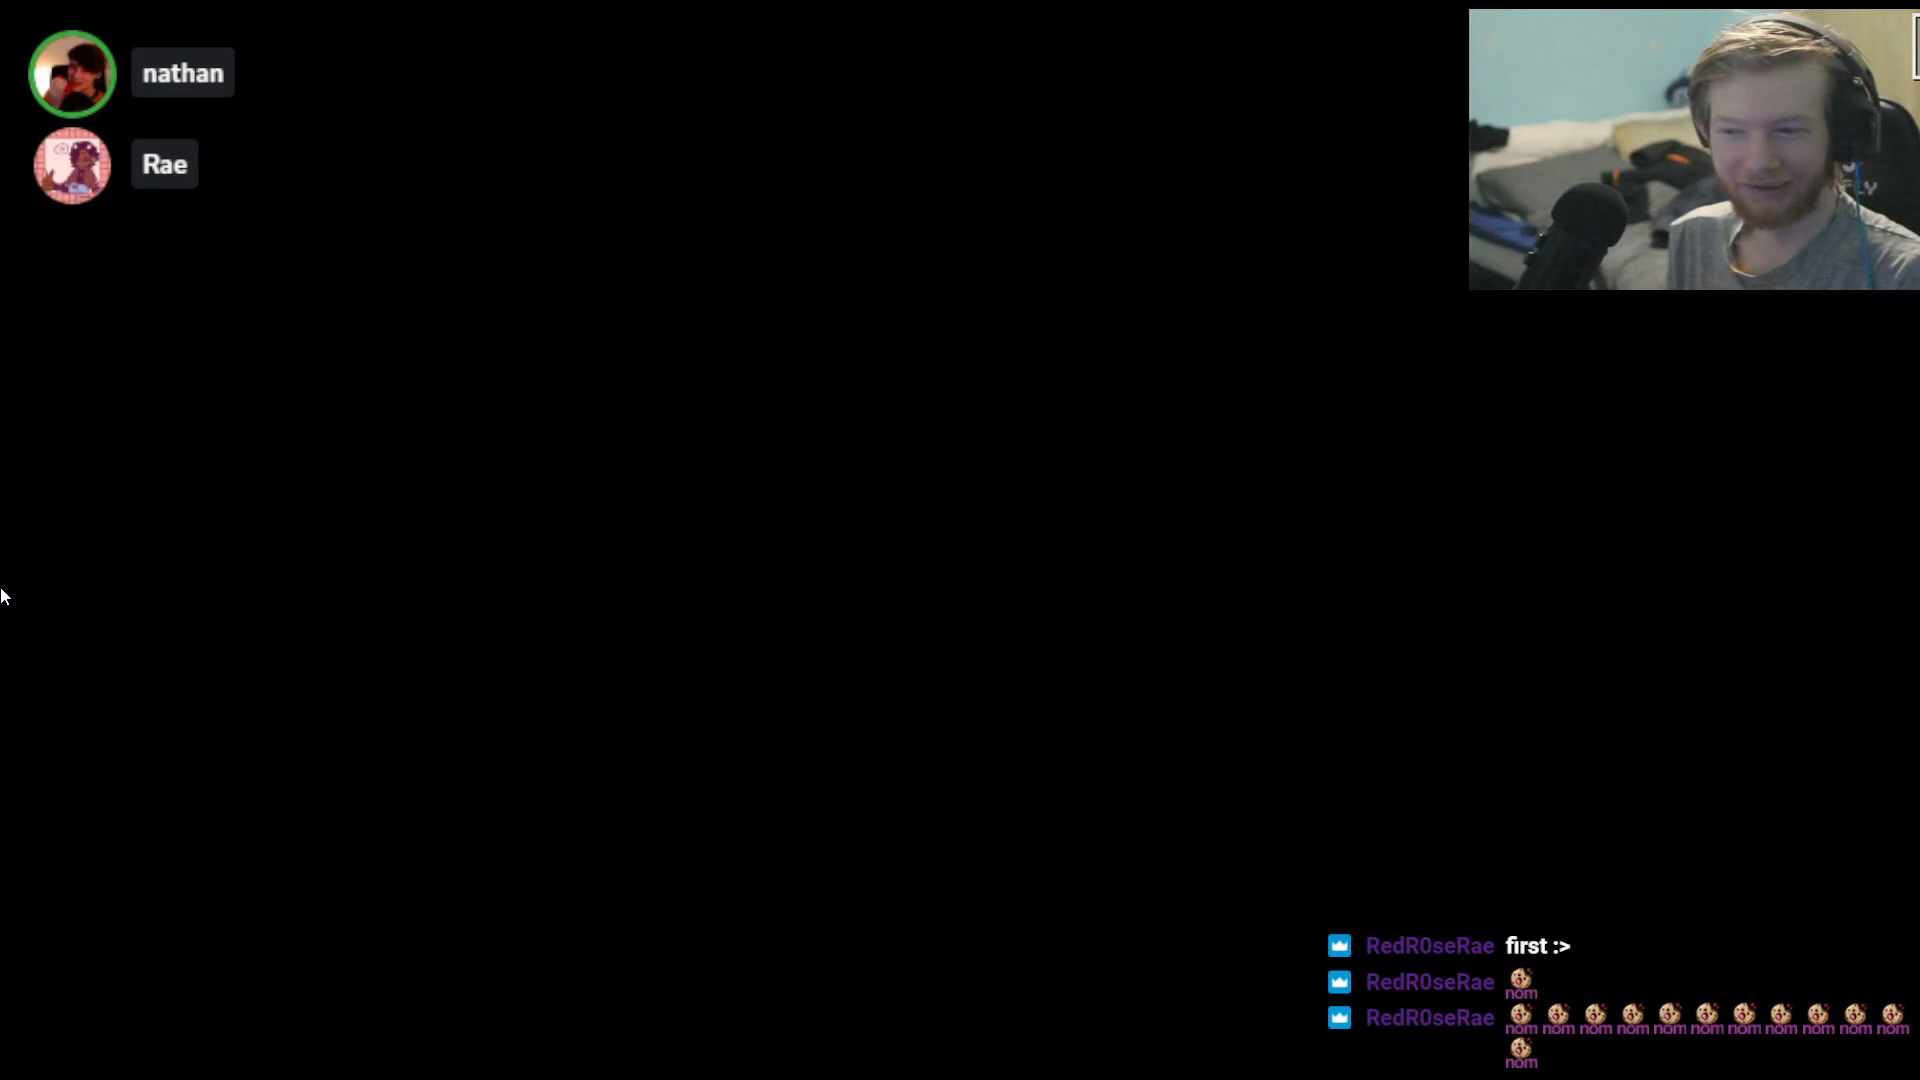 nathan
Rae
FLY
RedR0seRae first :>
RedR0seRae nom
RedR0seRae nom nom nom nom nom nom nom nom nom nom nom
nom